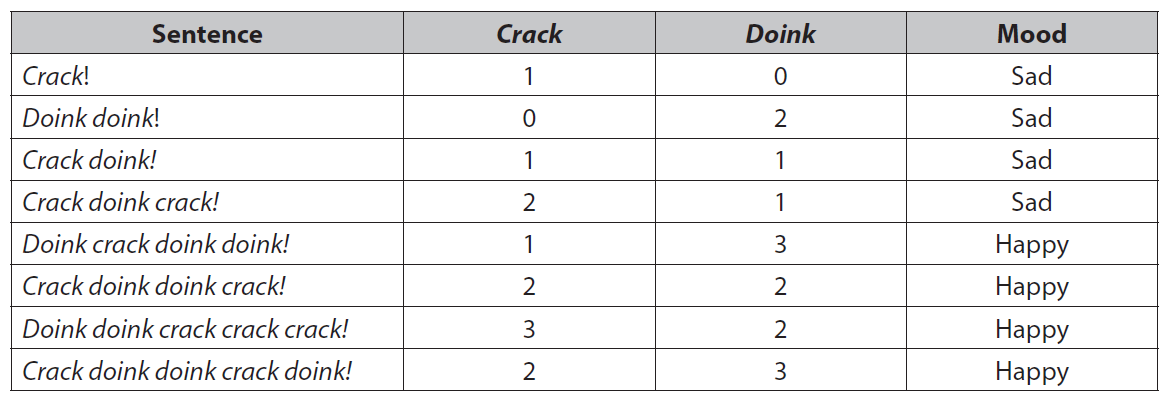 Sentence Crack Doink Mood
Crack! 1 0 Sad
Doink doink! 0 2 Sad
Crack doink! 1 1 Sad
Crack doink crack! 2 1 Sad
Doink crack doink doink! 1 3 Happy
Crack doink doink crack! 2 2 Happy
Doink doink crack crack crack! 3 2 Happy
Crack doink doink crack doink! 2 3 Happy